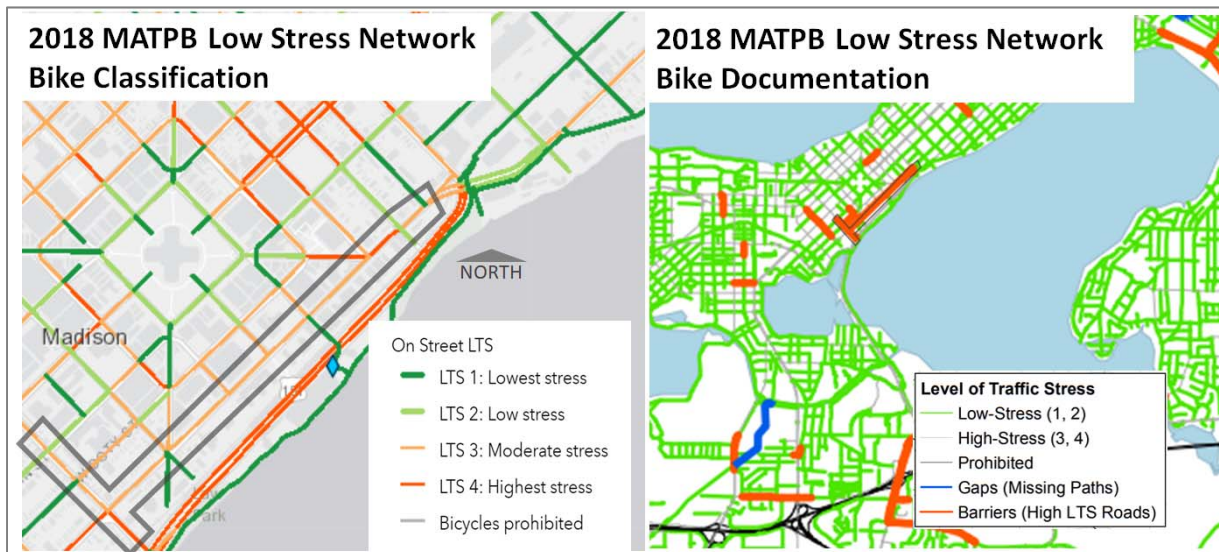 2018 MATPB Low Stress Network
Bike Classification
NORTH
Madison
On Street LTS
LTS 1: Lowest stress
LTS 2: Low stress
LTS 3: Moderate stress
LTS 4: Highest stress
Bicycles prohibited
Park
2018 MATPB Low Stress Network
Bike Documentation
Level of Traffic Stress
Low-Stress (1, 2)
High-Stress (3, 4)
Prohibited
Gaps (Missing Paths)
Barriers (High LTS Roads)